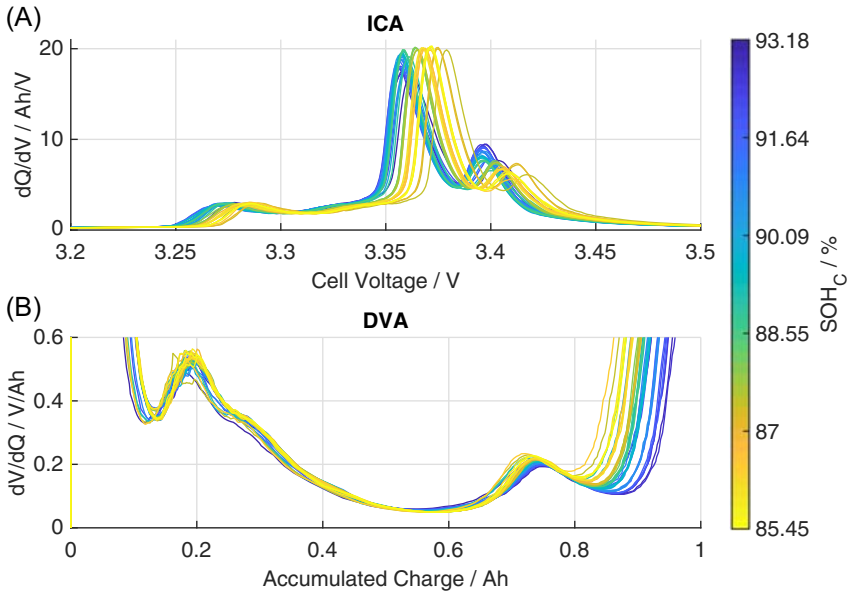 (A)
ICA
20
10
0
dQ/dV / Ah/V
3.2
3.25
3.3
3.35
3.4
3.45
3.5
Cell Voltage / V
(B)
DVA
0.6
0.4
0.2
0
dV/dQ / V/Ah
0
0.2
0.4
0.6
0.8
1
Accumulated Charge / Ah
93.18
91.64
90.09
88.55
87
85.45
SOH_C / %